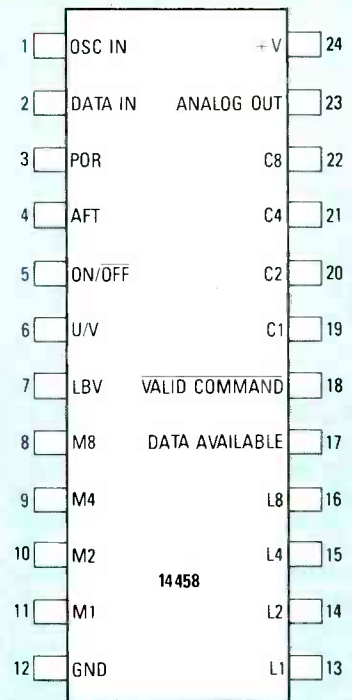 1 OSC IN +V 24
2 DATA IN ANALOG OUT 23
3 POR C8 22
4 AFT C4 21
5 ON/OFF C2 20
6 U/V C1 19
7 LBV VALID COMMAND 18
8 M8 DATA AVAILABLE 17
9 M4 L8 16
10 M2 L4 15
14458
11 M1 L2 14
12 GND L1 13